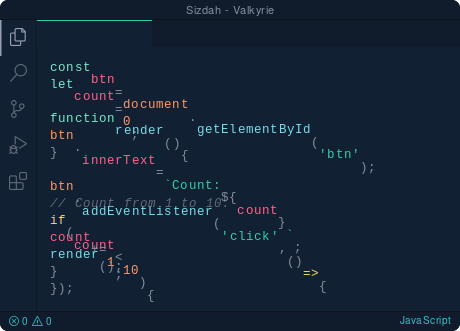 Sizdah - Valkyrie
const btn = document.getElementById('btn');
let count = 0;
function render() {
btn.innerText = `Count: ${count}`;
}
// Count from 1 to 10.
btn.addEventListener('click', () => {
if (count < 10) {
count += 1;
render();
}
});
0 0
JavaScript